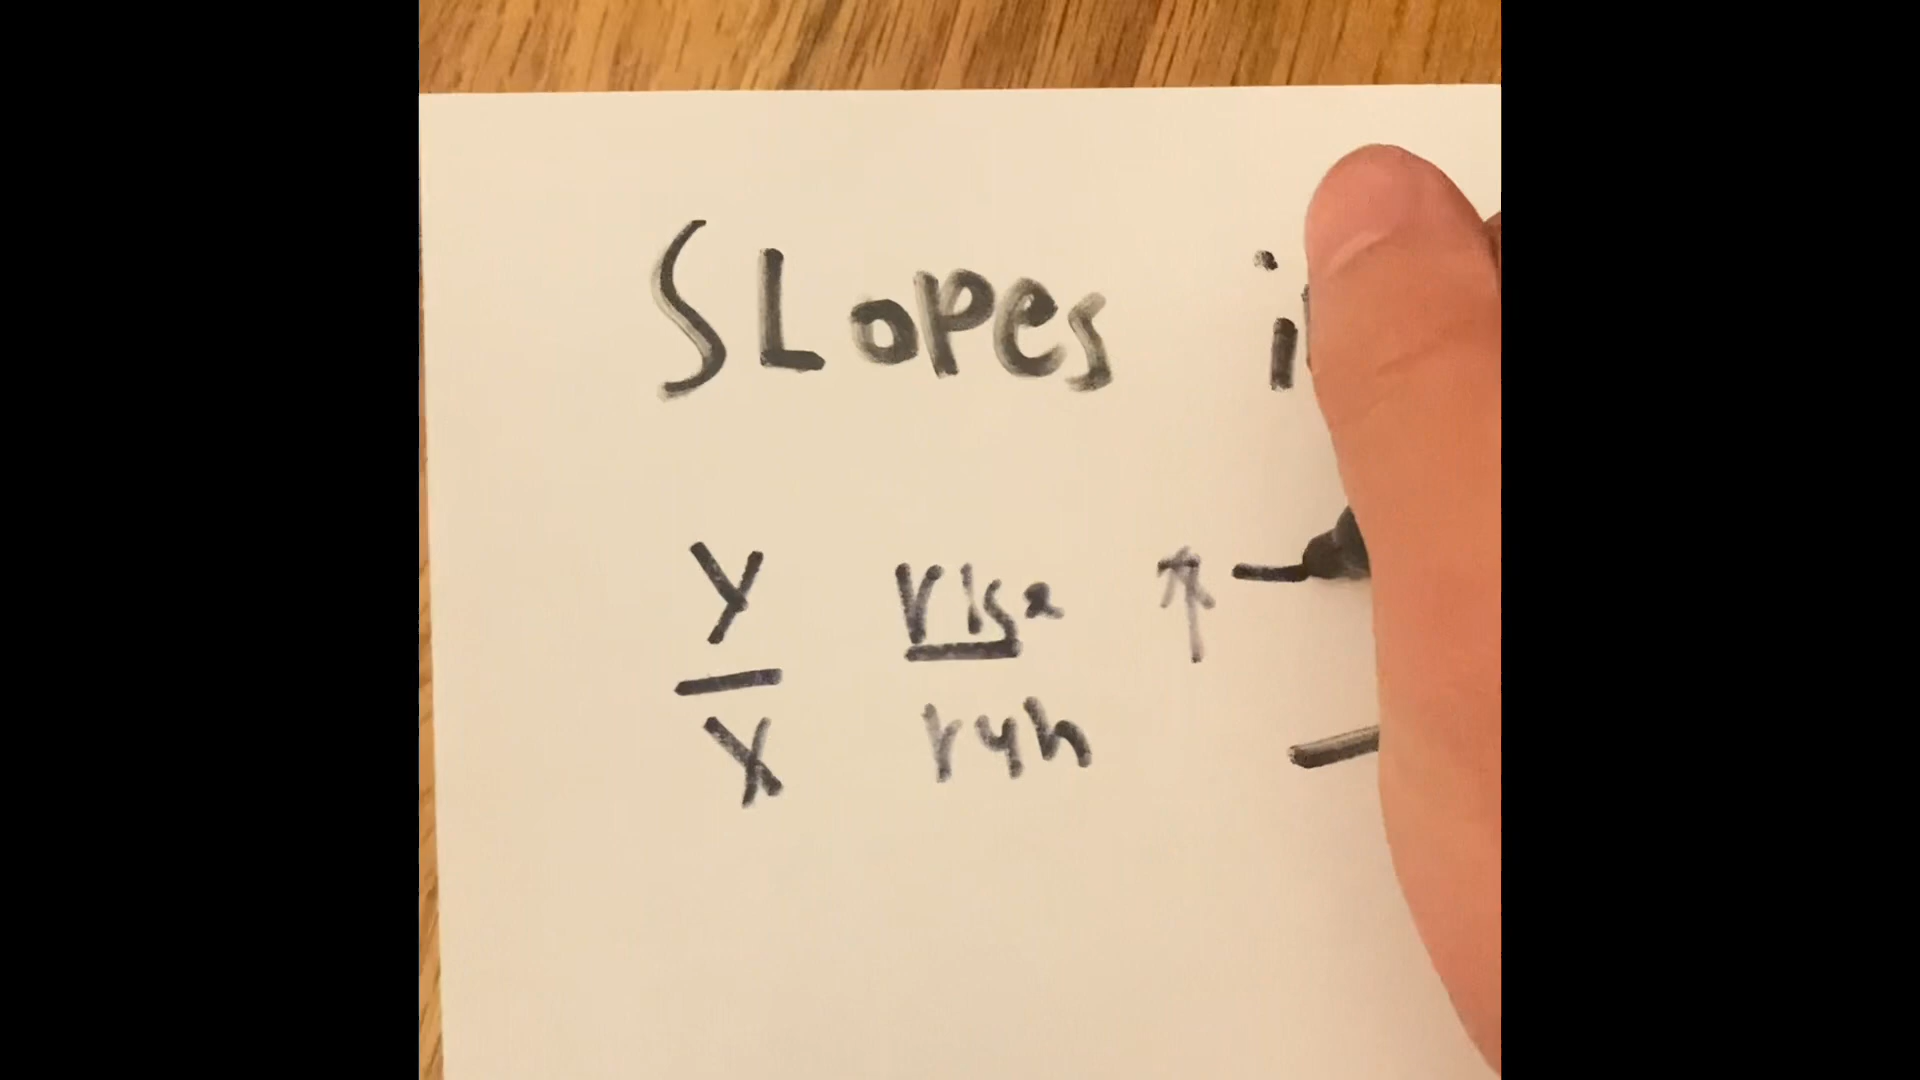 SLOPes i
Y rise ↑
X run